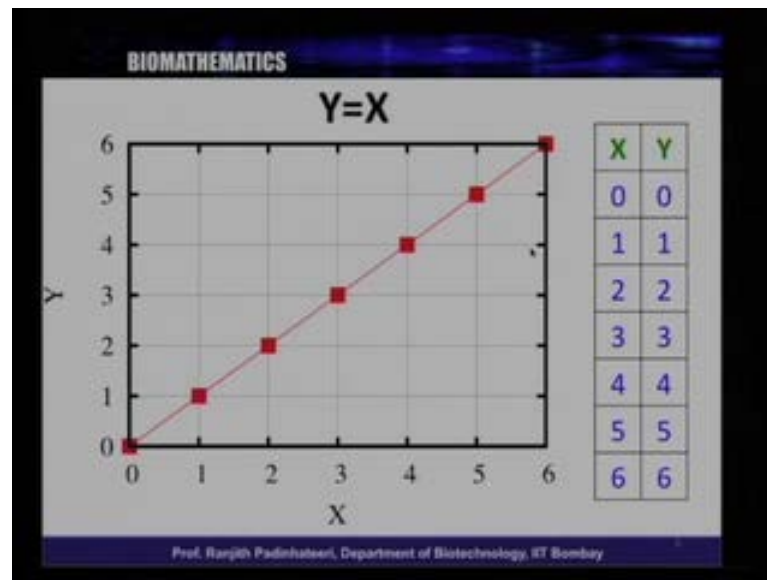 BIOMATHEMATICS
Y=X
6
5
4
3
2
1
0
Y
0 1 2 3 4 5 6
X
X Y
0 0
1 1
2 2
3 3
4 4
5 5
6 6
Prof. Ranjith Padinhateeri, Department of Biotechnology, IIT Bombay